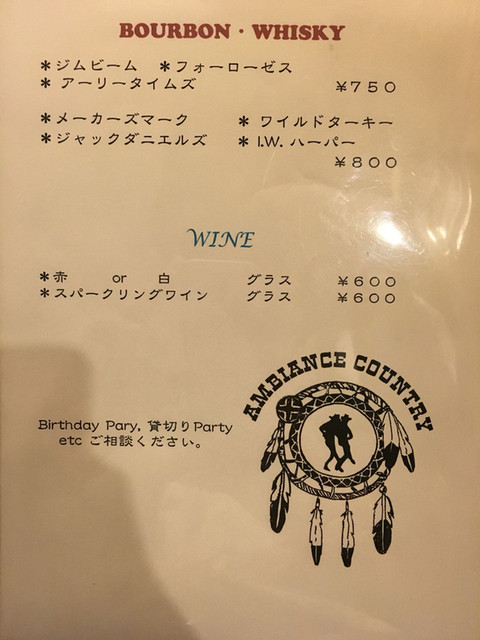 BOURBON・WHISKY
＊ジムビーム ＊フォーローゼス
＊ アーリータイムズ ￥７５０
＊メーカーズマーク ＊ ワイルドターキー
＊ジャックダニエルズ ＊ I.W. ハーパー
￥８００
WINE
＊赤 or 白 グラス ￥６００
＊スパークリングワイン グラス ￥６００
AMBIANCE COUNTRY
Birthday Pary, 貸切りParty
etc ご相談ください。